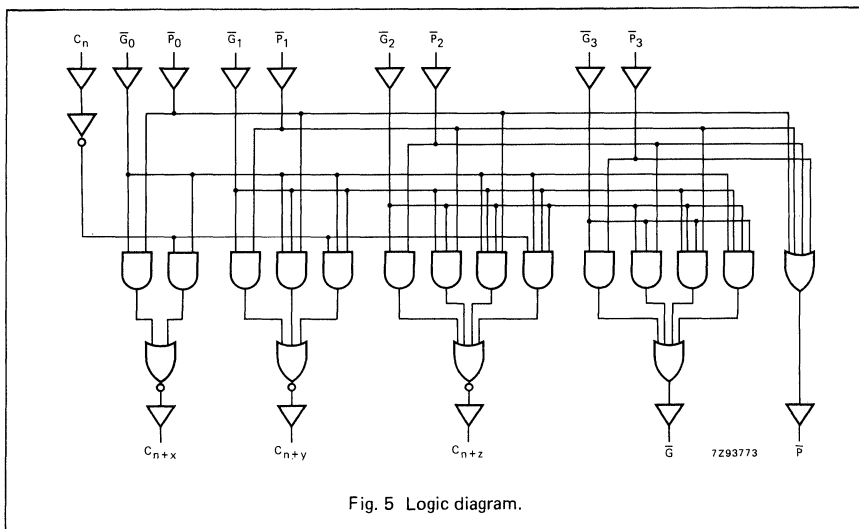 Cn G̅0 P̅0 G̅1 P̅1 G̅2 P̅2 G̅3 P̅3
Cn+x Cn+y Cn+z G̅ 7Z93773 P̅
Fig. 5 Logic diagram.